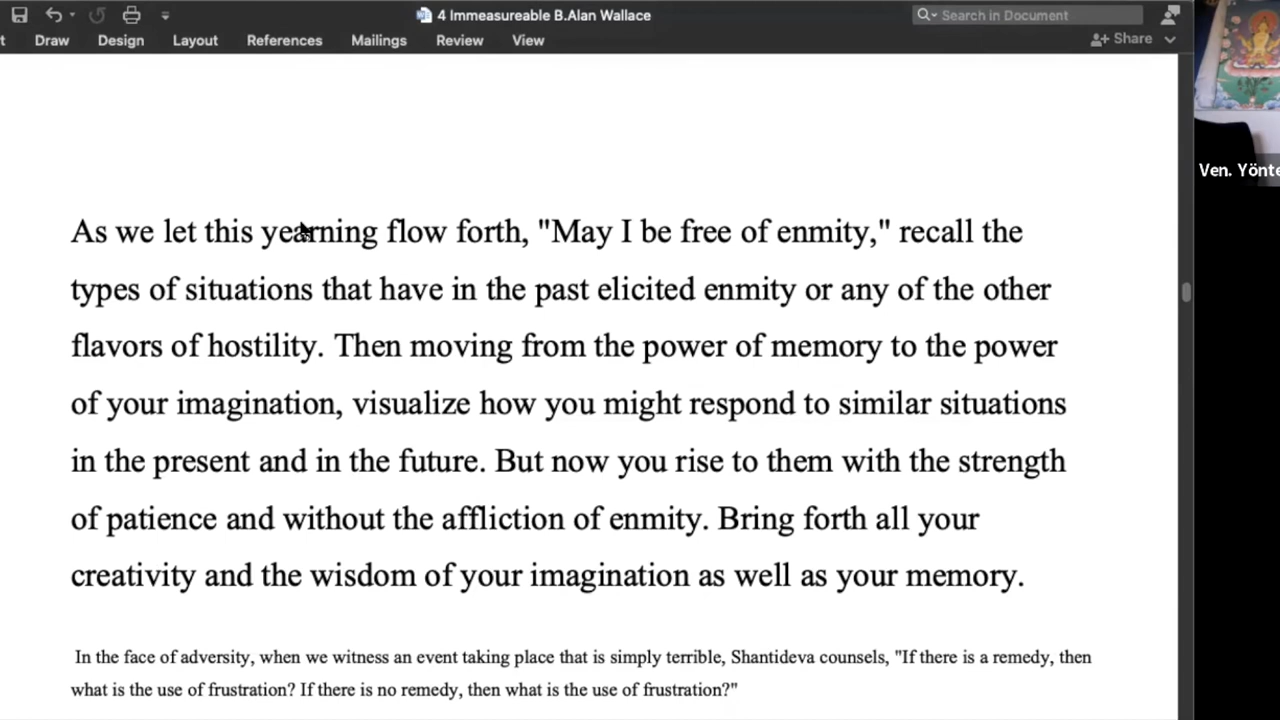 4 Immeasureable B.Alan Wallace
Search in Document
Draw Design Layout References Mailings Review View
Share
Ven. Yönte
As we let this yearning flow forth, "May I be free of enmity," recall the
types of situations that have in the past elicited enmity or any of the other
flavors of hostility. Then moving from the power of memory to the power
of your imagination, visualize how you might respond to similar situations
in the present and in the future. But now you rise to them with the strength
of patience and without the affliction of enmity. Bring forth all your
creativity and the wisdom of your imagination as well as your memory.
In the face of adversity, when we witness an event taking place that is simply terrible, Shantideva counsels, "If there is a remedy, then
what is the use of frustration? If there is no remedy, then what is the use of frustration?"